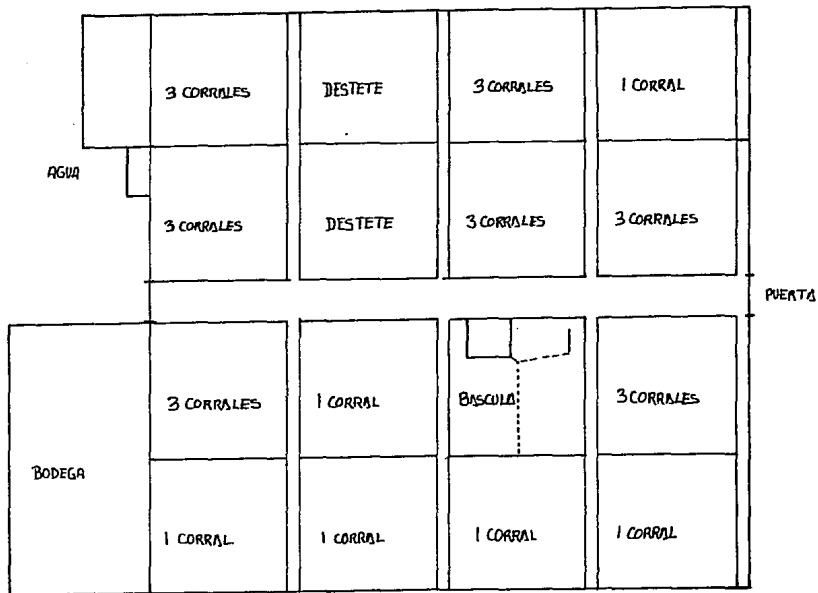 3 CORRALES
DESTETE
3 CORRALES
1 CORRAL
AGUA
3 CORRALES
DESTETE
3 CORRALES
3 CORRALES
PUERTA
3 CORRALES
1 CORRAL
BASCULA
3 CORRALES
BODEGA
1 CORRAL
1 CORRAL
1 CORRAL
1 CORRAL